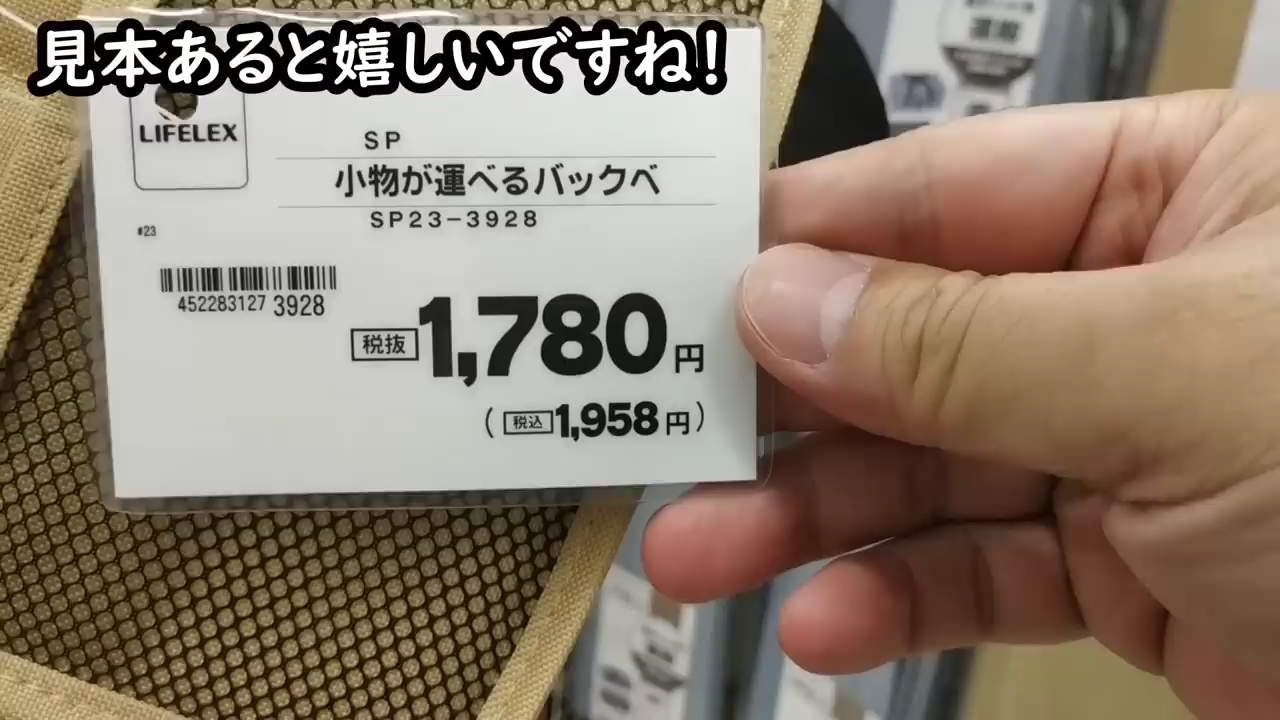 見本あると嬉しいですね!
LIFELEX
SP
小物が運べるバックベ
SP23-3928
#23
452283127 3928
税抜 1,780円
(税込1,958円)